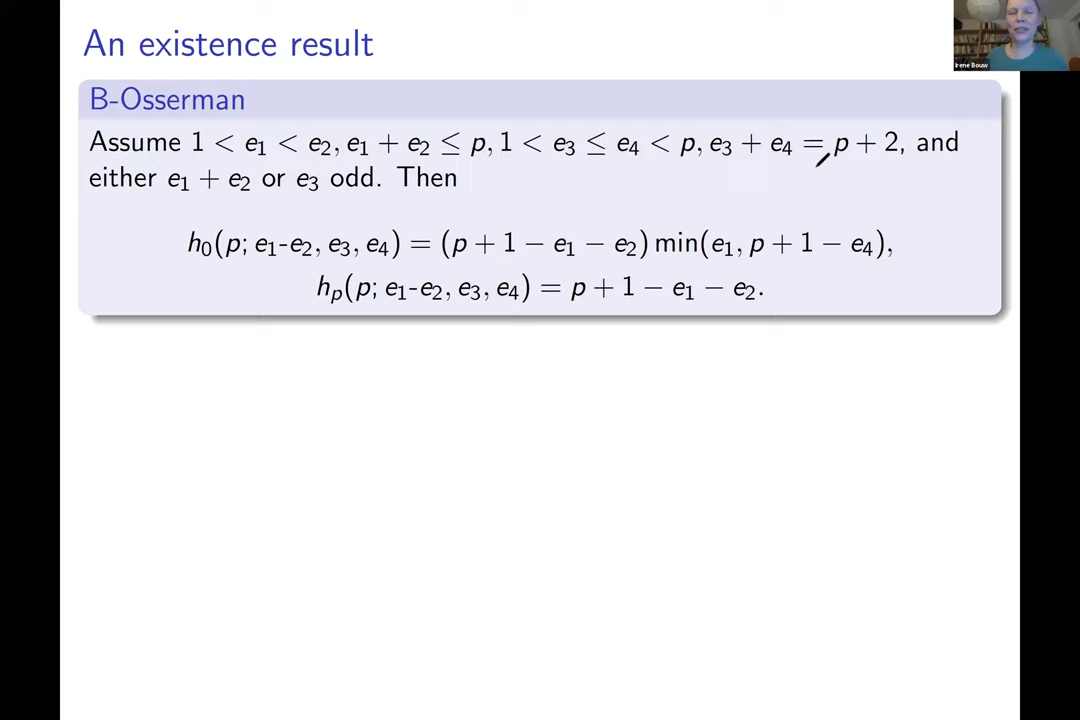 An existence result
Irene Bouw
B-Osserman
Assume 1 < e₁ < e₂, e₁ + e₂ ≤ p, 1 < e₃ ≤ e₄ < p, e₃ + e₄ = p + 2, and
either e₁ + e₂ or e₃ odd. Then
h₀(p; e₁-e₂, e₃, e₄) = (p + 1 − e₁ − e₂) min(e₁, p + 1 − e₄),
hₚ(p; e₁-e₂, e₃, e₄) = p + 1 − e₁ − e₂.